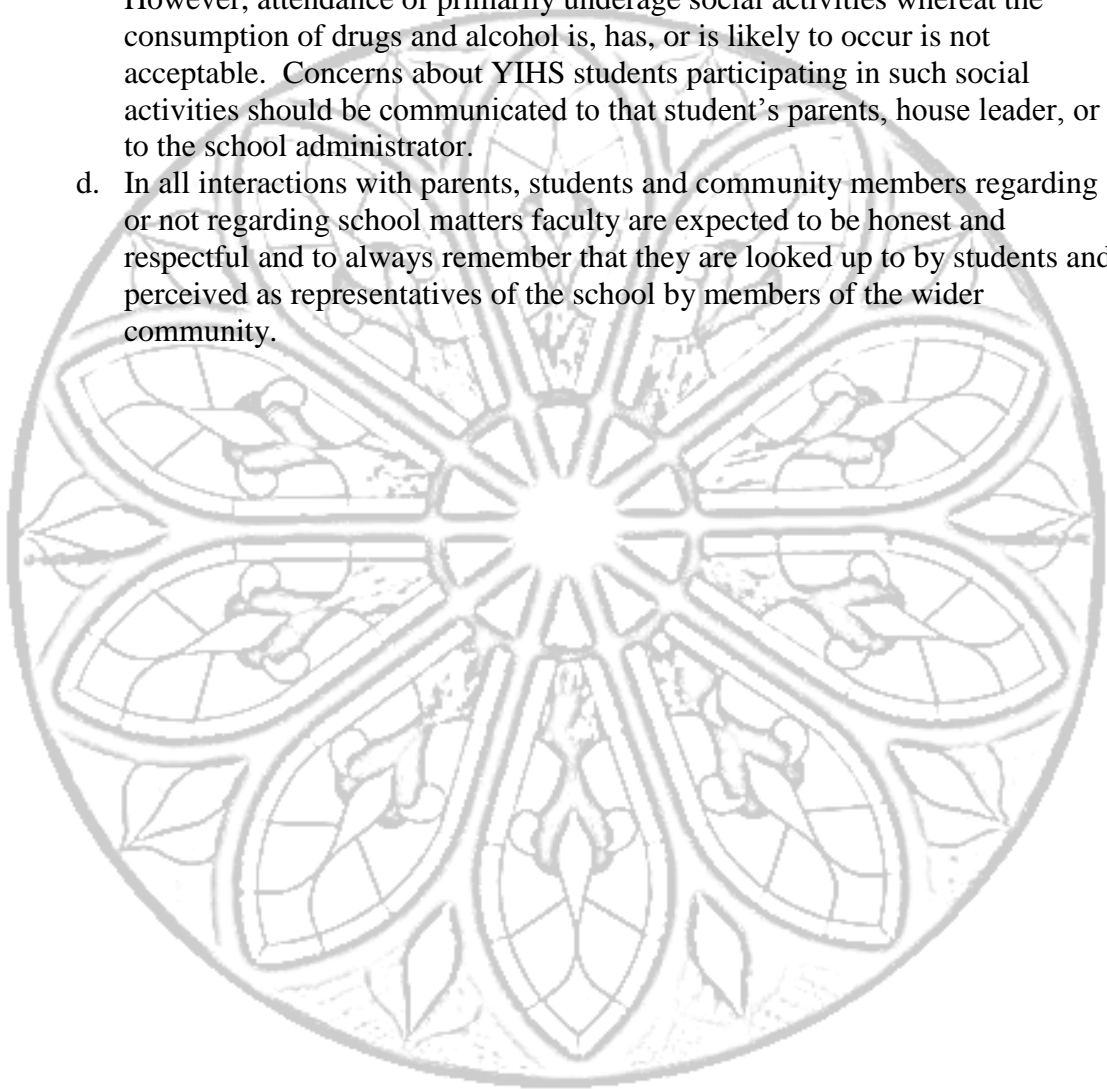 However, attendance of primarily underage social activities whereat the
consumption of drugs and alcohol is, has, or is likely to occur is not
acceptable.  Concerns about YIHS students participating in such social
activities should be communicated to that student's parents, house leader, or
to the school administrator.
d. In all interactions with parents, students and community members regarding
or not regarding school matters faculty are expected to be honest and
respectful and to always remember that they are looked up to by students and
perceived as representatives of the school by members of the wider
community.